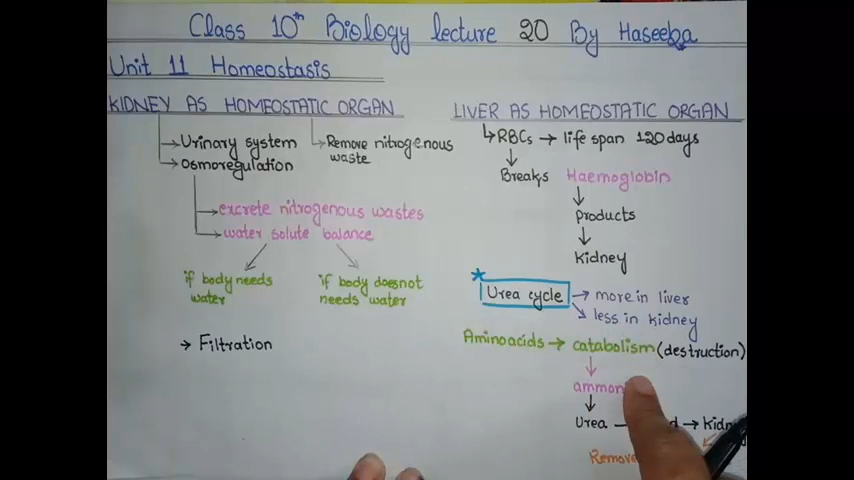 Class 10th Biology lecture 20 By Haseeba
Unit 11 Homeostasis
KIDNEY AS HOMEOSTATIC ORGAN
Urinary system
Osmoregulation
Remove nitrogenous
waste
excrete nitrogenous wastes
water solute balance
if body needs
water
if body doesnot
needs water
→ Filtration
LIVER AS HOMEOSTATIC ORGAN
RBCs → life span 120 days
Breaks Haemoglobin
products
kidney
* Urea cycle → more in liver
less in kidney
Aminoacids → catabolism (destruction)
Urea